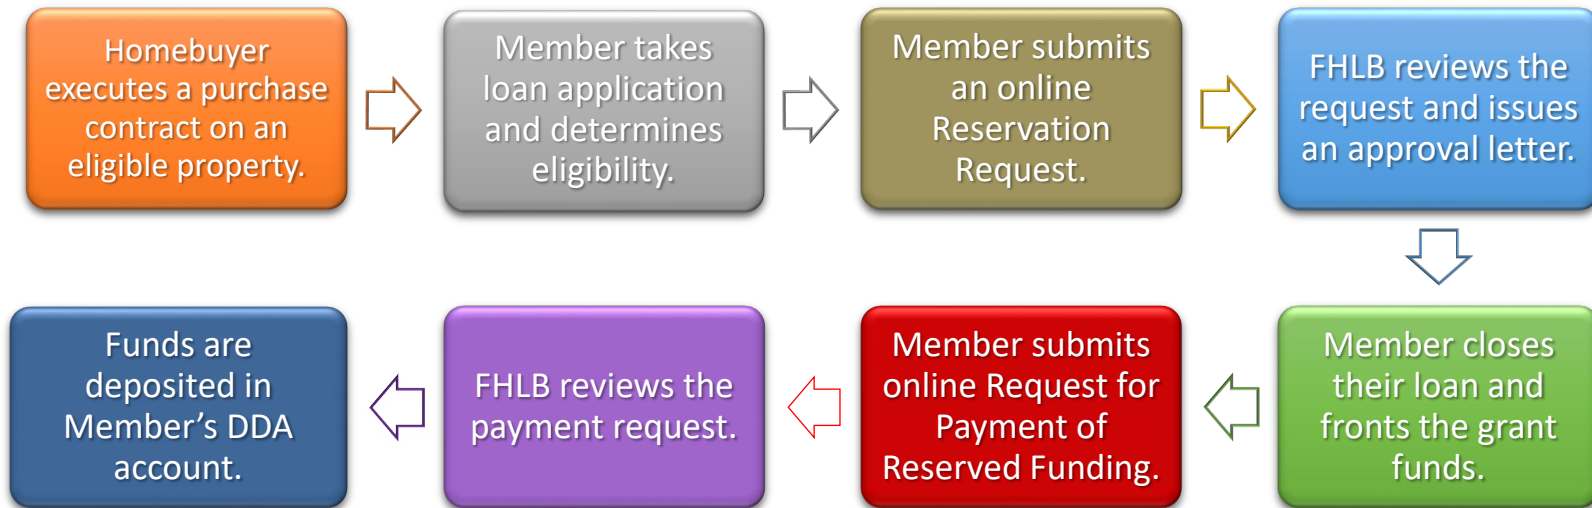 Homebuyer
executes a purchase
contract on an
eligible property.
Member takes
loan application
and determines
eligibility.
Member submits
an online
Reservation
Request.
FHLB reviews the
request and issues
an approval letter.
Member closes
their loan and
fronts the grant
funds.
Member submits
online Request for
Payment of
Reserved Funding.
FHLB reviews the
payment request.
Funds are
deposited in
Member’s DDA
account.